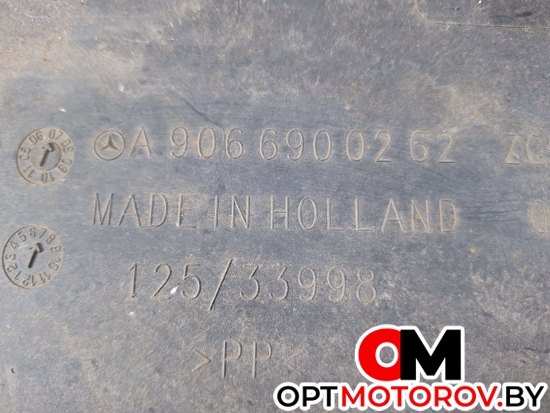 A 906 690 02 62
MADE IN HOLLAND
125/33998
>PP<
OM
OPTMOTOROV.BY